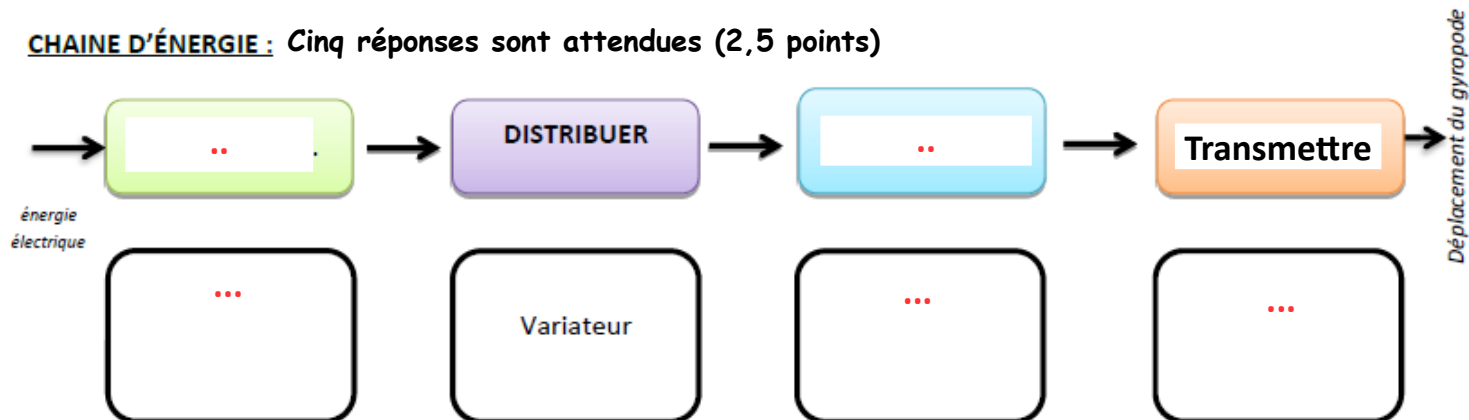 CHAINE D'ÉNERGIE : Cinq réponses sont attendues (2,5 points)
..
.
DISTRIBUER
..
Transmettre
Déplacement du gyropode
énergie
électrique
...
Variateur
...
...